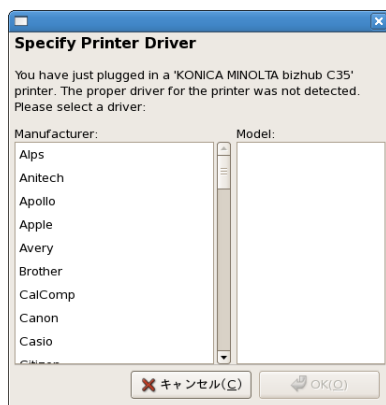 Specify Printer Driver
You have just plugged in a 'KONICA MINOLTA bizhub C35'
printer. The proper driver for the printer was not detected.
Please select a driver:
Manufacturer:
Model:
Alps
Anitech
Apollo
Apple
Avery
Brother
CalComp
Canon
Casio
Citizen
キャンセル(C)
OK(O)